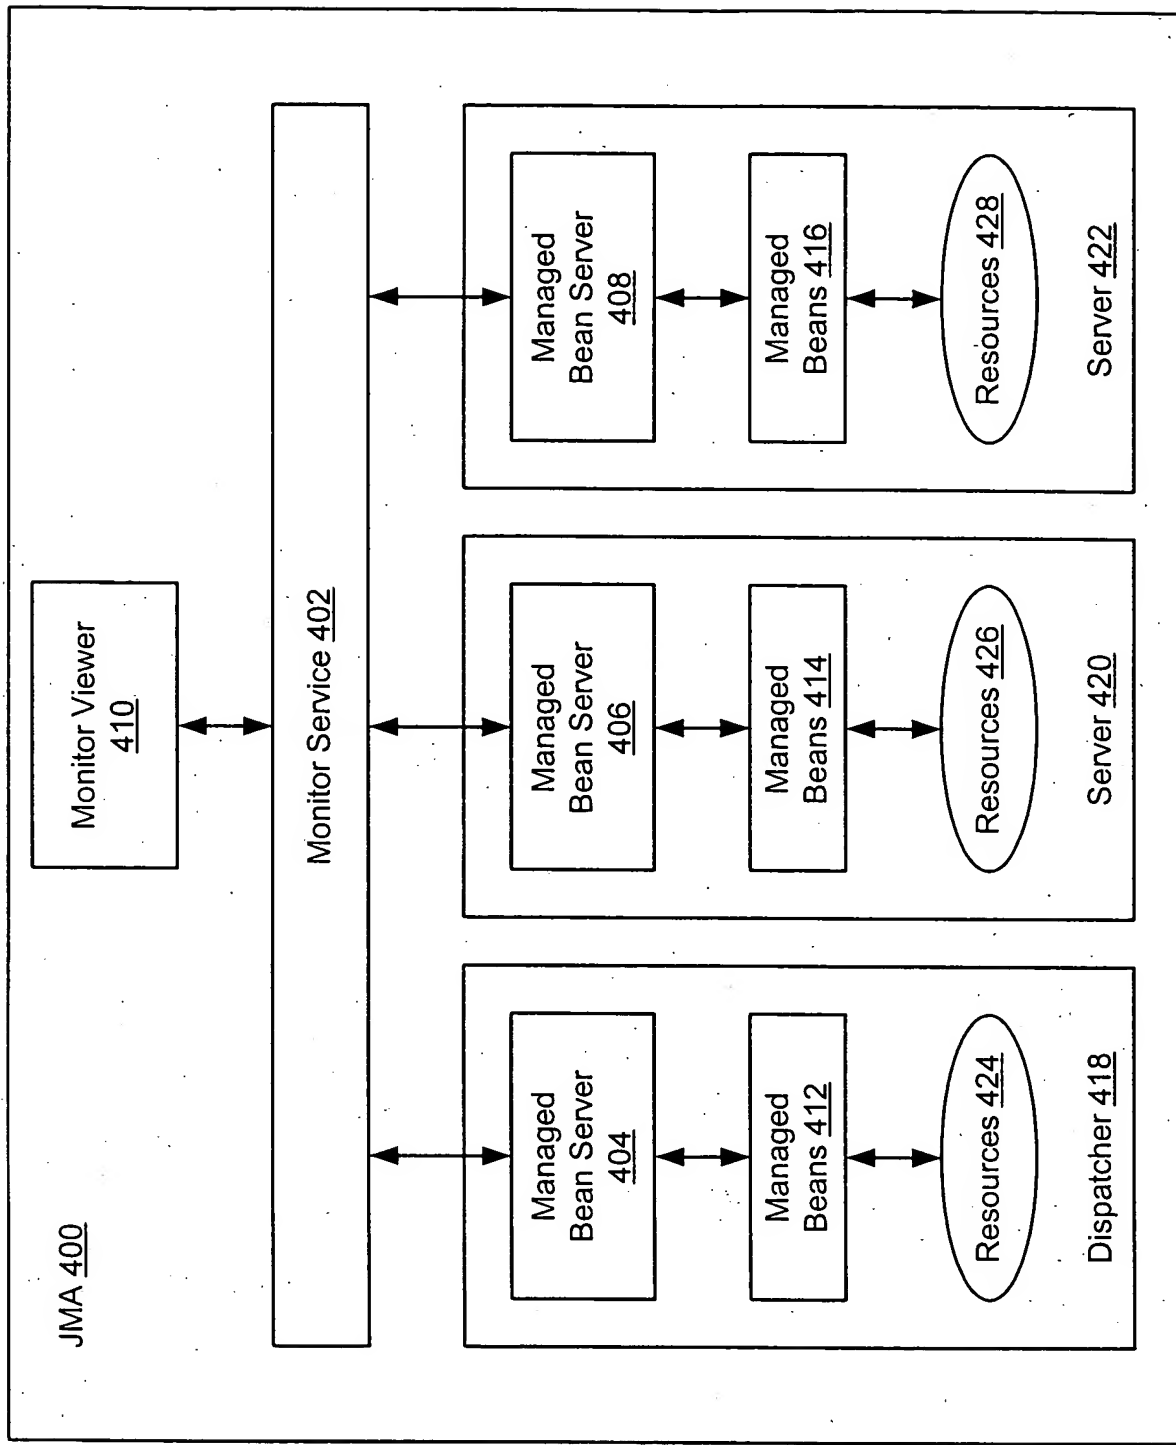 JMA 400
Monitor Viewer
410
Monitor Service 402
Managed
Bean Server
404
Managed
Beans 412
Resources 424
Dispatcher 418
Managed
Bean Server
406
Managed
Beans 414
Resources 426
Server 420
Managed
Bean Server
408
Managed
Beans 416
Resources 428
Server 422